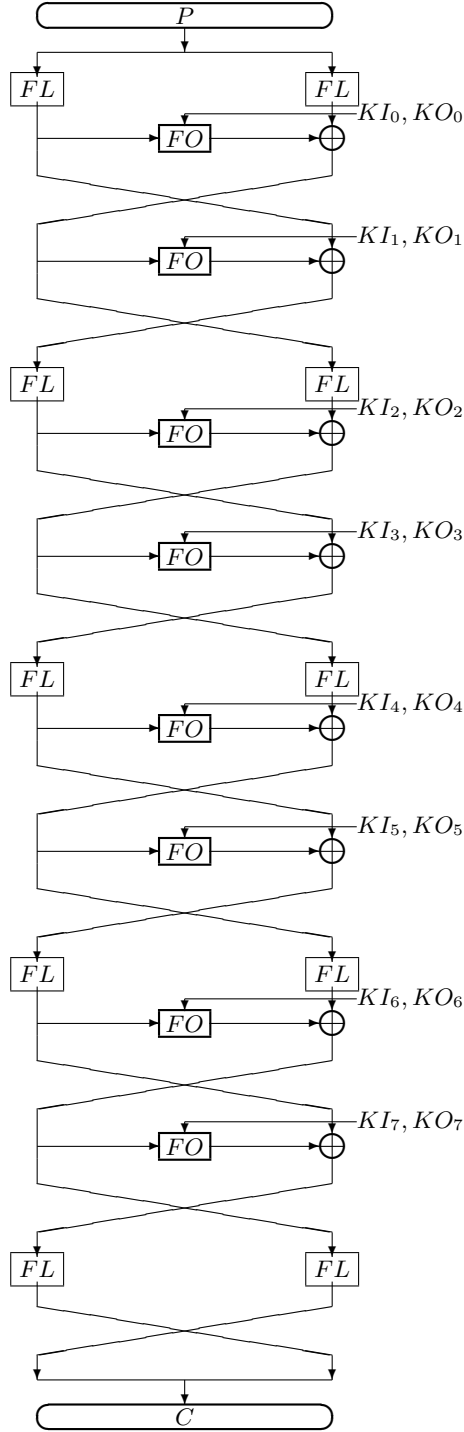 P
FL FL
KI₀, KO₀
FO
KI₁, KO₁
FO
FL FL
KI₂, KO₂
FO
KI₃, KO₃
FO
FL FL
KI₄, KO₄
FO
KI₅, KO₅
FO
FL FL
KI₆, KO₆
FO
KI₇, KO₇
FO
FL FL
C